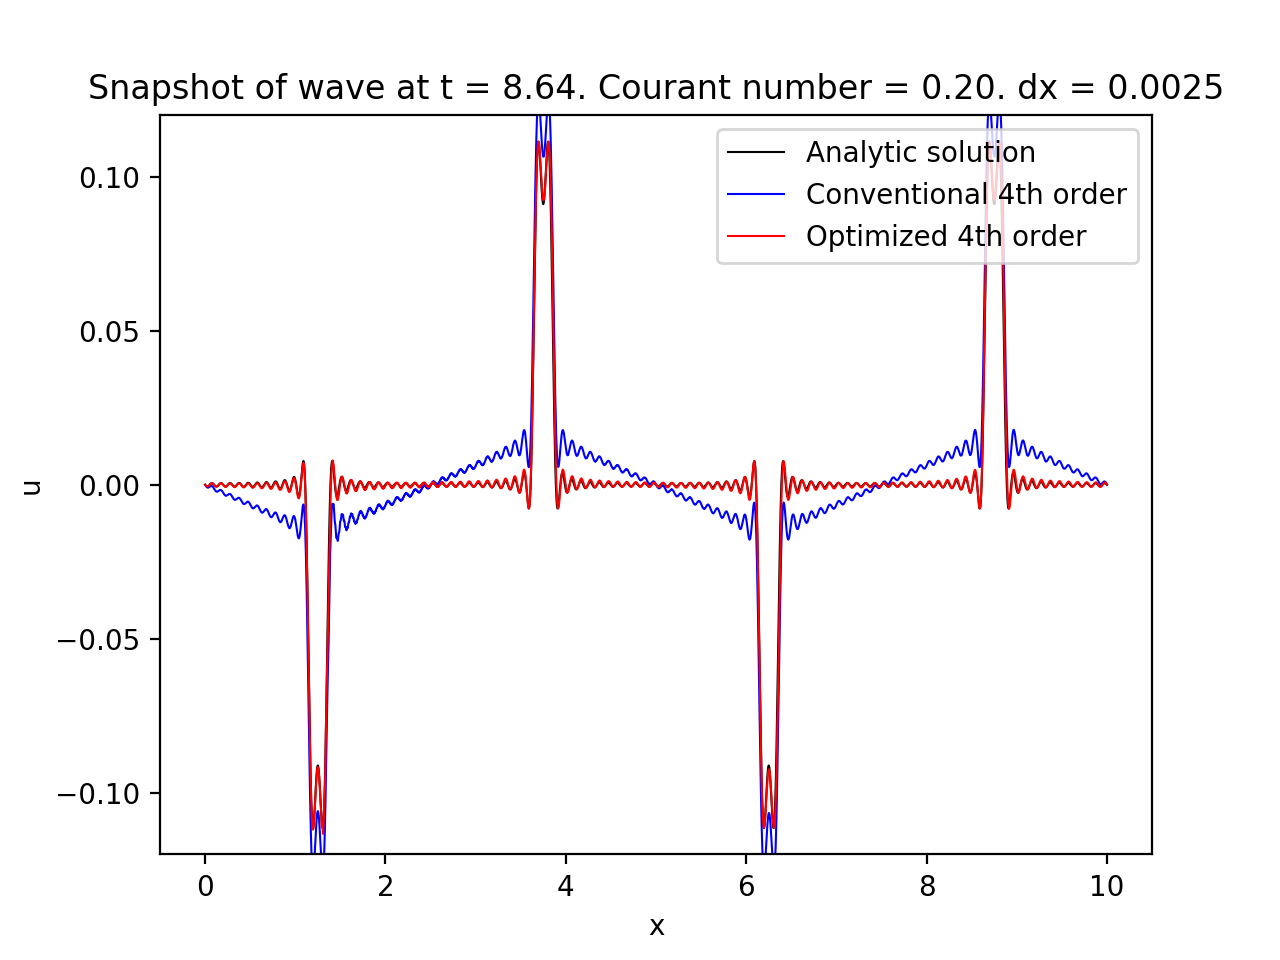 Snapshot of wave at t = 8.64. Courant number = 0.20. dx = 0.0025
Analytic solution
Conventional 4th order
Optimized 4th order
0.10
0.05
0.00
−0.05
−0.10
u
0 2 4 6 8 10
x